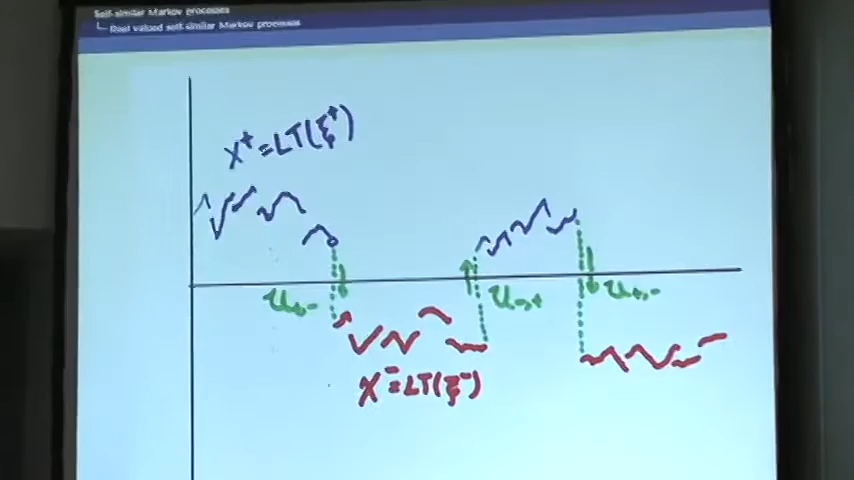 Self-similar Markov processes
Real valued self-similar Markov processes
X⁺=LT(ξ⁺)
U₊,₋
U₋,₊
U₊,₋
X⁻=LT(ξ⁻)